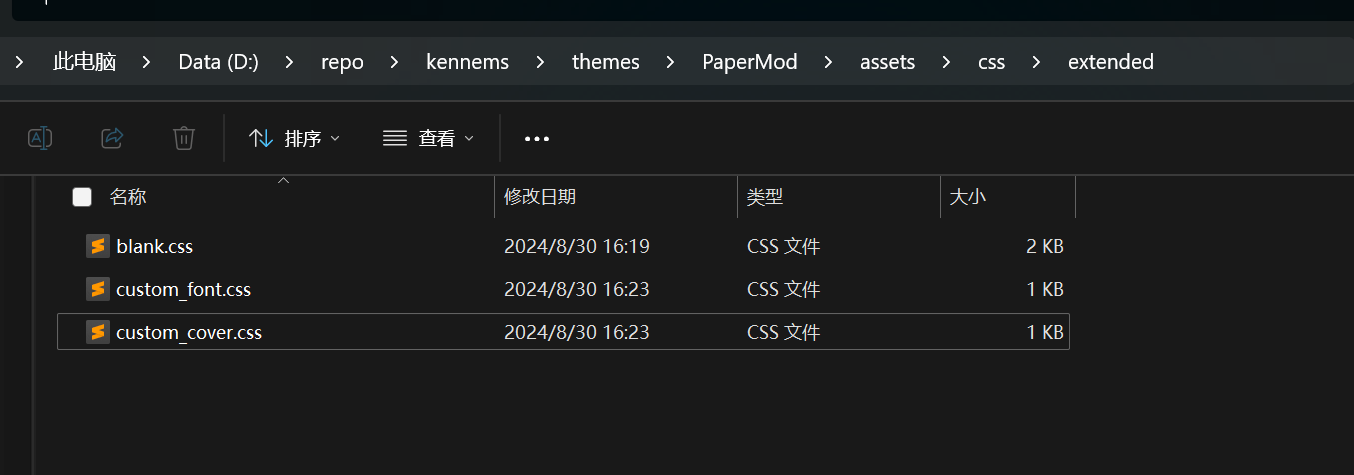 此电脑 > Data (D:) > repo > kennems > themes > PaperMod > assets > css > extended
排序 查看 •••
名称 修改日期 类型 大小
blank.css 2024/8/30 16:19 CSS 文件 2 KB
custom_font.css 2024/8/30 16:23 CSS 文件 1 KB
custom_cover.css 2024/8/30 16:23 CSS 文件 1 KB